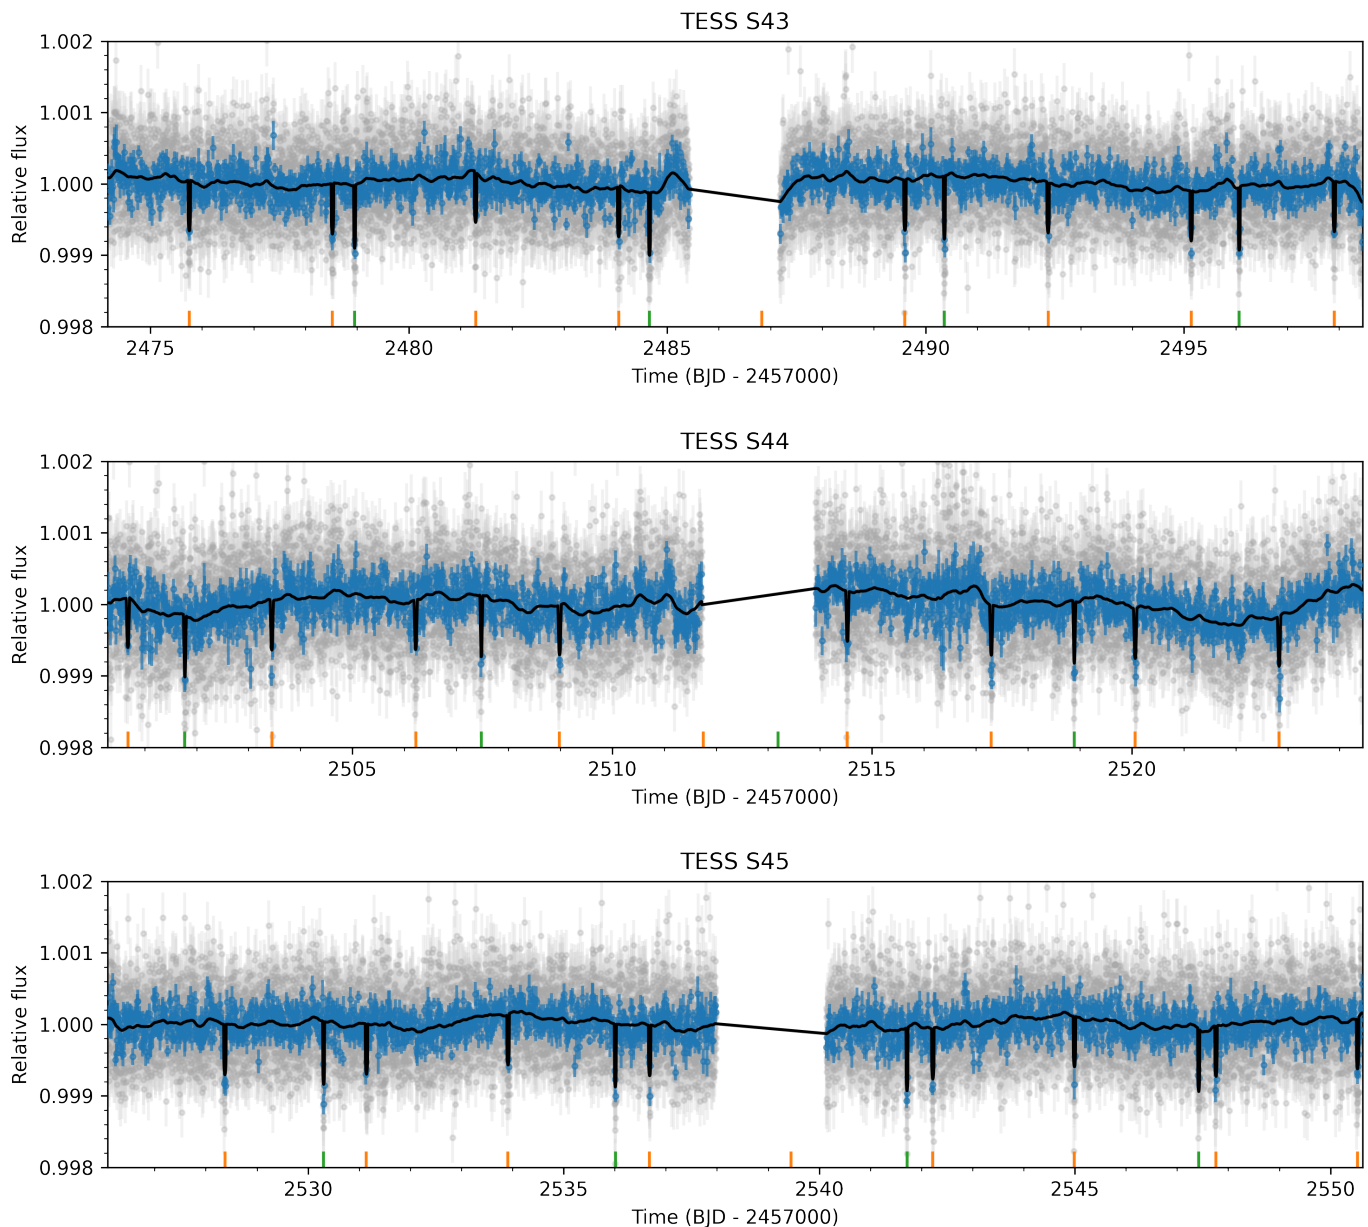 TESS S43
1.002
1.001
1.000
0.999
0.998
Relative flux
2475 2480 2485 2490 2495
Time (BJD - 2457000)
TESS S44
1.002
1.001
1.000
0.999
0.998
Relative flux
2505 2510 2515 2520
Time (BJD - 2457000)
TESS S45
1.002
1.001
1.000
0.999
0.998
Relative flux
2530 2535 2540 2545 2550
Time (BJD - 2457000)